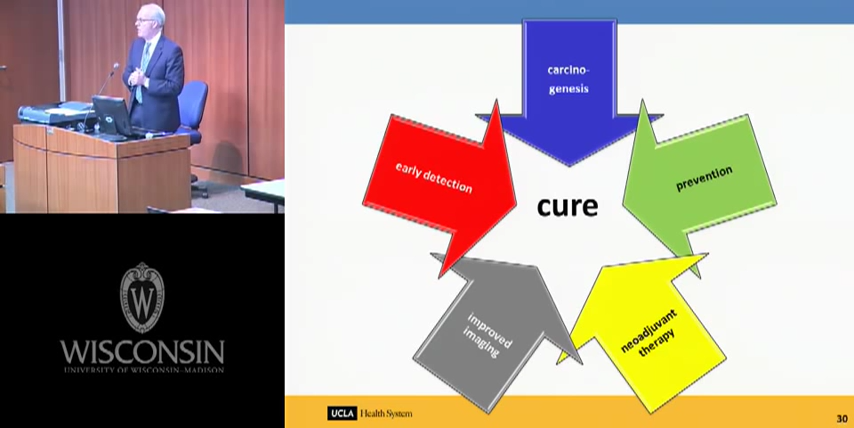 carcino-
genesis
early detection
prevention
cure
improved
imaging
neoadjuvant
therapy
W
WISCONSIN
UNIVERSITY OF WISCONSIN–MADISON
UCLA Health System
30